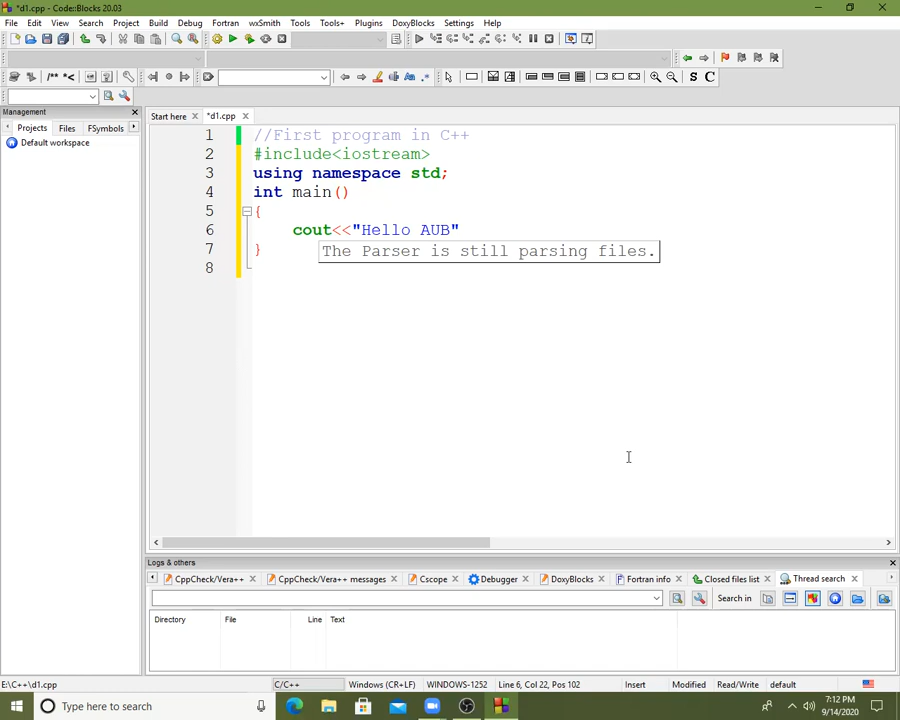 *d1.cpp - Code::Blocks 20.03
File Edit View Search Project Build Debug Fortran wxSmith Tools Tools+ Plugins DoxyBlocks Settings Help
/** *<
S C
Management
Projects Files FSymbols
Default workspace
Start here *d1.cpp
1 //First program in C++
2 #include<iostream>
3 using namespace std;
4 int main()
5 {
6 cout<<"Hello AUB"
7 }
The Parser is still parsing files.
8
Logs & others
CppCheck/Vera++ CppCheck/Vera++ messages Cscope Debugger DoxyBlocks Fortran info Closed files list Thread search
Search in
Directory File Line Text
E:\C++\d1.cpp C/C++ Windows (CR+LF) WINDOWS-1252 Line 6, Col 22, Pos 102 Insert Modified Read/Write default
Type here to search
7:12 PM
9/14/2020